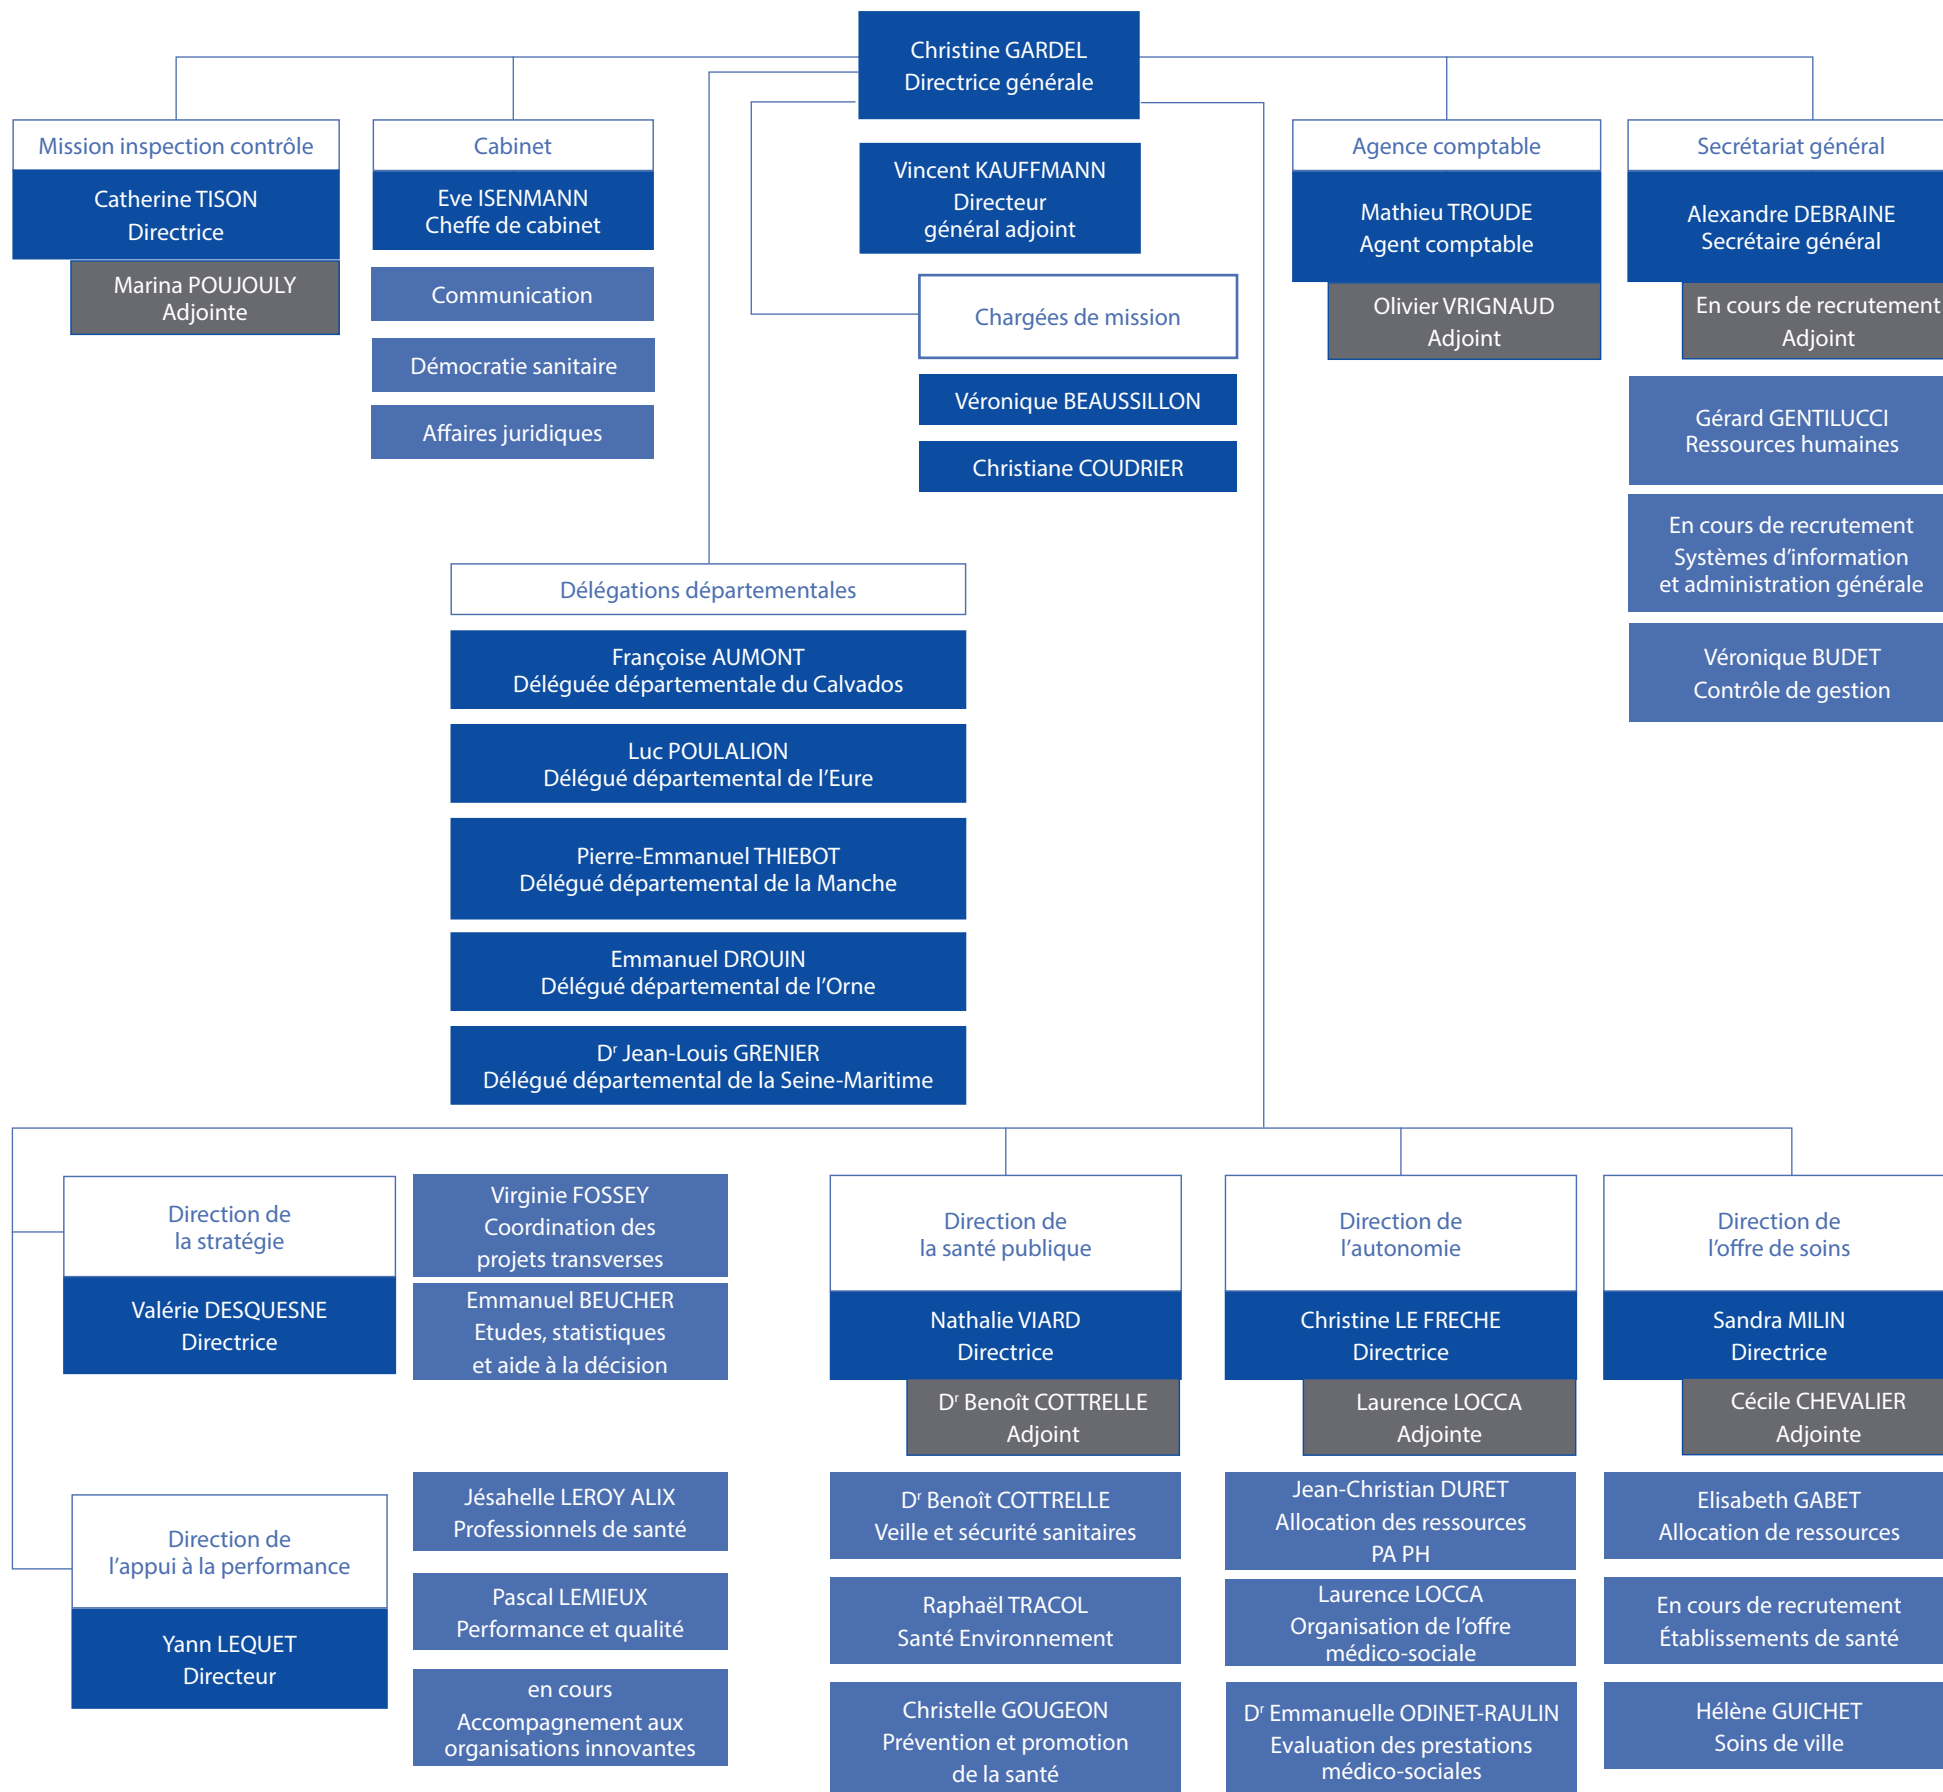 Christine GARDEL
Directrice générale
Mission inspection contrôle
Catherine TISON
Directrice
Marina POUJOULY
Adjointe
Cabinet
Eve ISENMANN
Cheffe de cabinet
Communication
Démocratie sanitaire
Affaires juridiques
Vincent KAUFFMANN
Directeur
général adjoint
Chargées de mission
Véronique BEAUSSILLON
Christiane COUDRIER
Agence comptable
Mathieu TROUDE
Agent comptable
Olivier VRIGNAUD
Adjoint
Secrétariat général
Alexandre DEBRAINE
Secrétaire général
En cours de recrutement
Adjoint
Gérard GENTILUCCI
Ressources humaines
En cours de recrutement
Systèmes d'information
et administration générale
Véronique BUDET
Contrôle de gestion
Délégations départementales
Françoise AUMONT
Déléguée départementale du Calvados
Luc POULALION
Délégué départemental de l'Eure
Pierre-Emmanuel THIEBOT
Délégué départemental de la Manche
Emmanuel DROUIN
Délégué départemental de l'Orne
Dr Jean-Louis GRENIER
Délégué départemental de la Seine-Maritime
Direction de
la stratégie
Valérie DESQUESNE
Directrice
Virginie FOSSEY
Coordination des
projets transverses
Emmanuel BEUCHER
Etudes, statistiques
et aide à la décision
Direction de
l'appui à la performance
Yann LEQUET
Directeur
Jésahelle LEROY ALIX
Professionnels de santé
Pascal LEMIEUX
Performance et qualité
en cours
Accompagnement aux
organisations innovantes
Direction de
la santé publique
Nathalie VIARD
Directrice
Dr Benoît COTTRELLE
Adjoint
Dr Benoît COTTRELLE
Veille et sécurité sanitaires
Raphaël TRACOL
Santé Environnement
Christelle GOUGEON
Prévention et promotion
de la santé
Direction de
l'autonomie
Christine LE FRECHE
Directrice
Laurence LOCCA
Adjointe
Jean-Christian DURET
Allocation des ressources
PA PH
Laurence LOCCA
Organisation de l'offre
médico-sociale
Dr Emmanuelle ODINET-RAULIN
Evaluation des prestations
médico-sociales
Direction de
l'offre de soins
Sandra MILIN
Directrice
Cécile CHEVALIER
Adjointe
Elisabeth GABET
Allocation de ressources
En cours de recrutement
Établissements de santé
Hélène GUICHET
Soins de ville